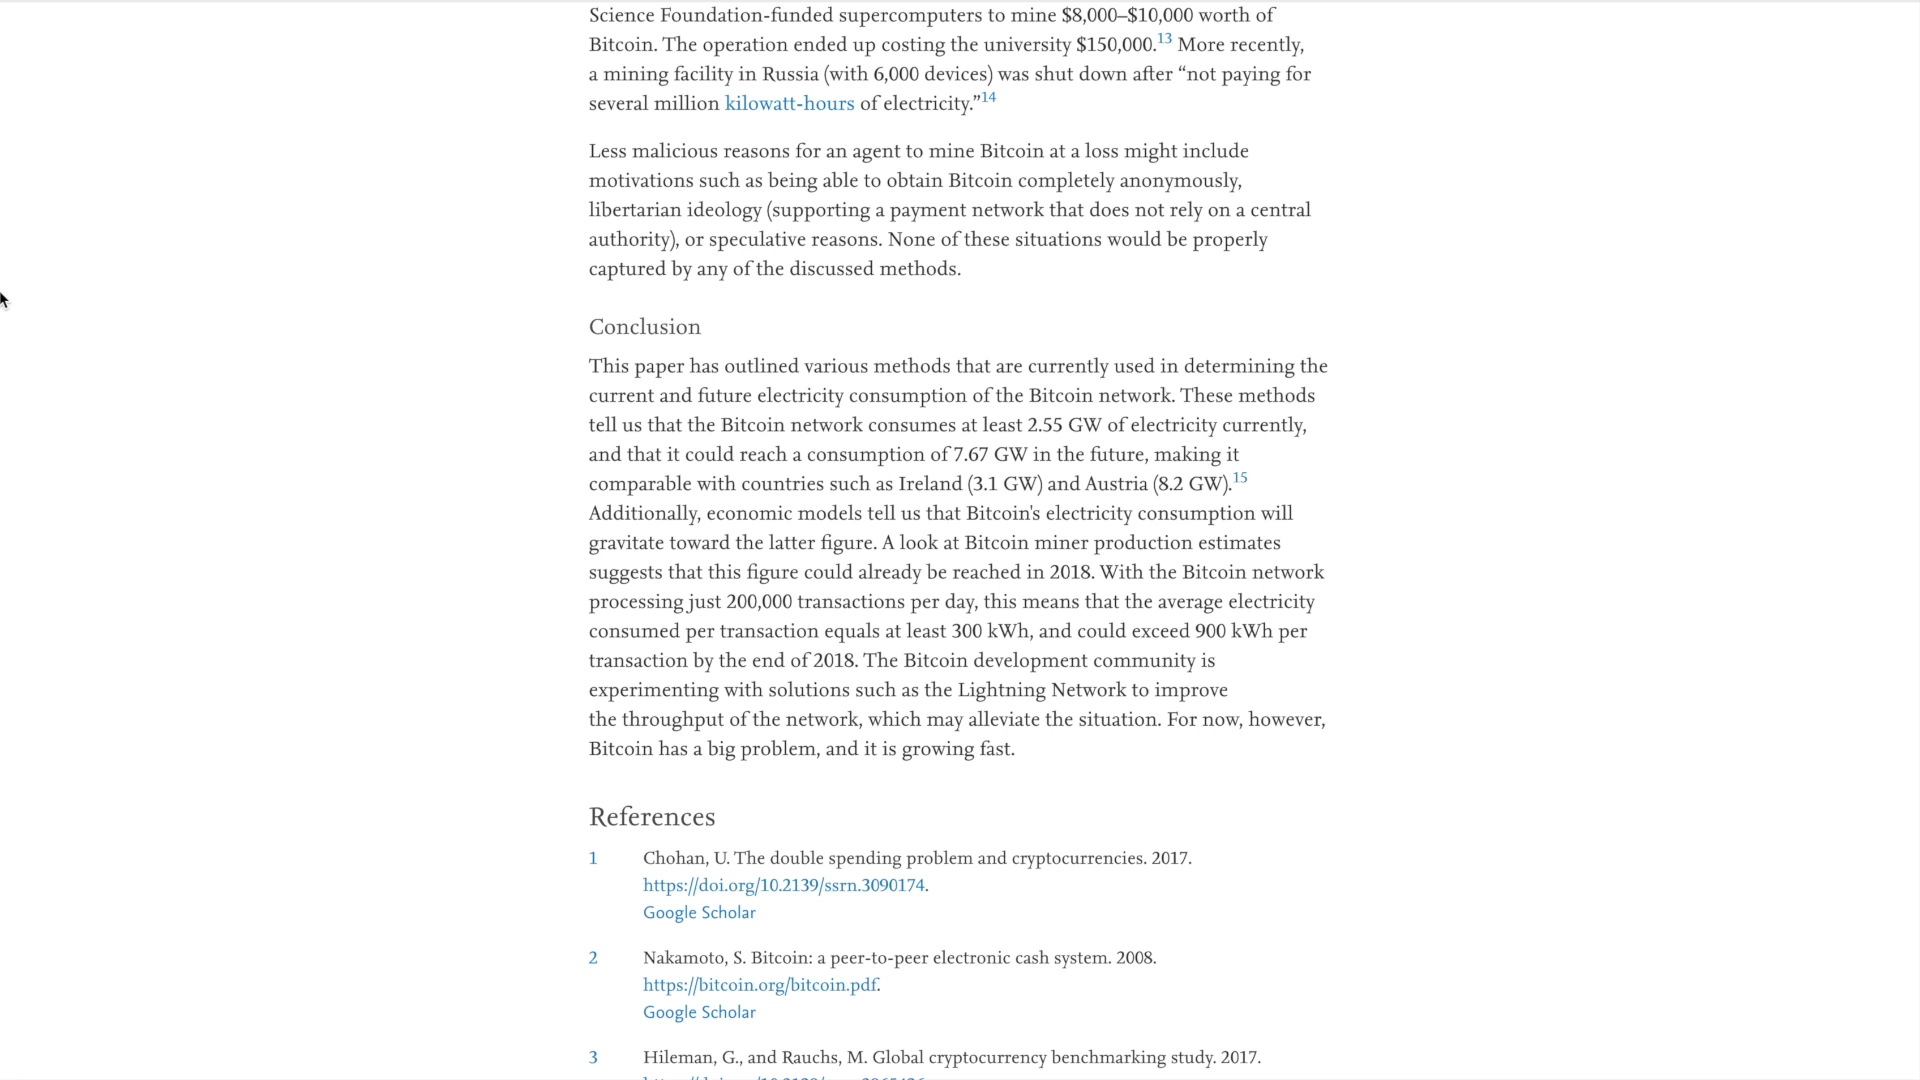 Science Foundation-funded supercomputers to mine $8,000–$10,000 worth of
Bitcoin. The operation ended up costing the university $150,000.13 More recently,
a mining facility in Russia (with 6,000 devices) was shut down after “not paying for
several million kilowatt-hours of electricity.”14
Less malicious reasons for an agent to mine Bitcoin at a loss might include
motivations such as being able to obtain Bitcoin completely anonymously,
libertarian ideology (supporting a payment network that does not rely on a central
authority), or speculative reasons. None of these situations would be properly
captured by any of the discussed methods.
Conclusion
This paper has outlined various methods that are currently used in determining the
current and future electricity consumption of the Bitcoin network. These methods
tell us that the Bitcoin network consumes at least 2.55 GW of electricity currently,
and that it could reach a consumption of 7.67 GW in the future, making it
comparable with countries such as Ireland (3.1 GW) and Austria (8.2 GW).15
Additionally, economic models tell us that Bitcoin's electricity consumption will
gravitate toward the latter figure. A look at Bitcoin miner production estimates
suggests that this figure could already be reached in 2018. With the Bitcoin network
processing just 200,000 transactions per day, this means that the average electricity
consumed per transaction equals at least 300 kWh, and could exceed 900 kWh per
transaction by the end of 2018. The Bitcoin development community is
experimenting with solutions such as the Lightning Network to improve
the throughput of the network, which may alleviate the situation. For now, however,
Bitcoin has a big problem, and it is growing fast.
References
1 Chohan, U. The double spending problem and cryptocurrencies. 2017.
https://doi.org/10.2139/ssrn.3090174.
Google Scholar
2 Nakamoto, S. Bitcoin: a peer-to-peer electronic cash system. 2008.
https://bitcoin.org/bitcoin.pdf.
Google Scholar
3 Hileman, G., and Rauchs, M. Global cryptocurrency benchmarking study. 2017.